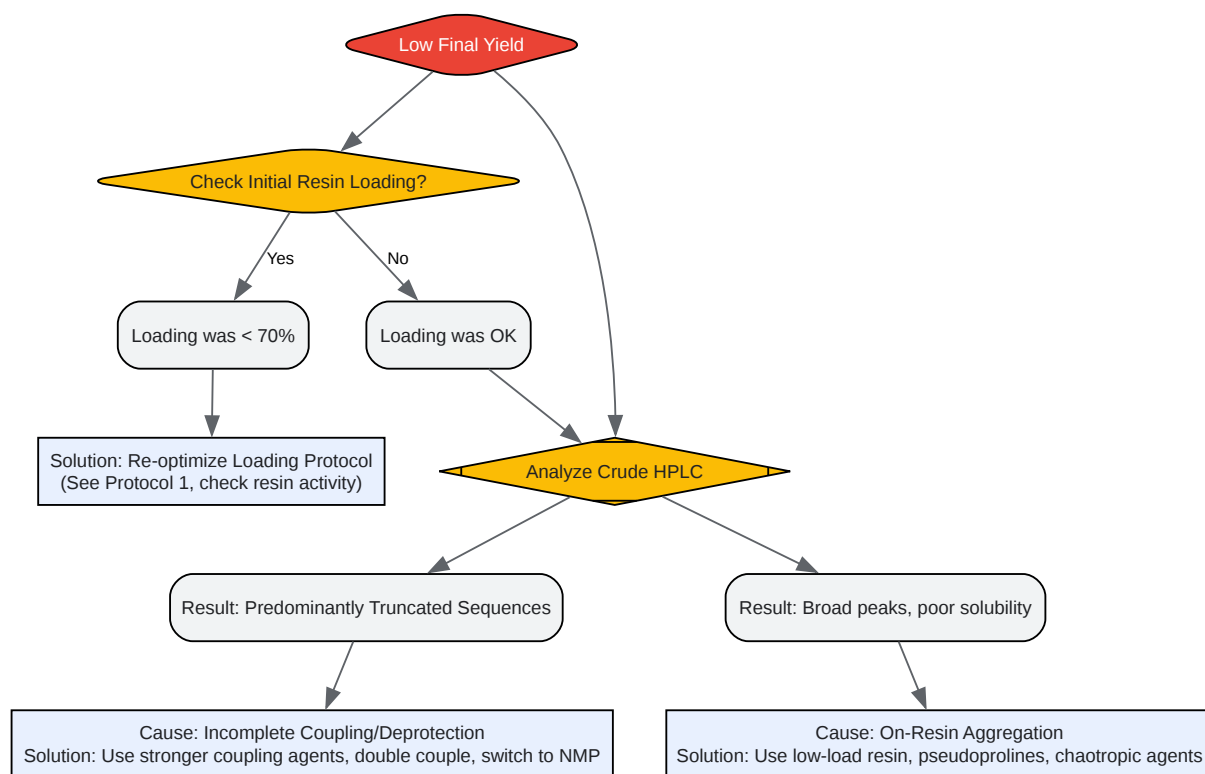 Low Final Yield
Check Initial Resin Loading?
Yes
No
Loading was < 70%
Loading was OK
Solution: Re-optimize Loading Protocol
(See Protocol 1, check resin activity)
Analyze Crude HPLC
Result: Predominantly Truncated Sequences
Result: Broad peaks, poor solubility
Cause: Incomplete Coupling/Deprotection
Solution: Use stronger coupling agents, double couple, switch to NMP
Cause: On-Resin Aggregation
Solution: Use low-load resin, pseudoprolines, chaotropic agents